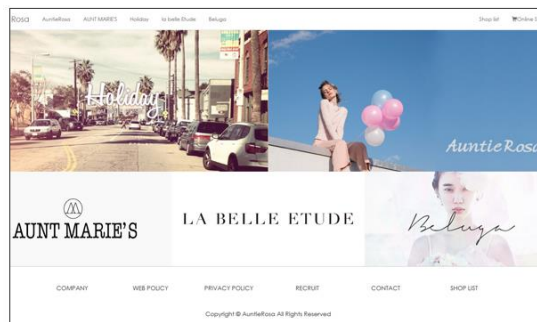 Rosa AuntieRosa AUNT MARIE'S Holiday la belle Etude Beluga Shop list Online S
Holiday
AuntieRosa
AUNT MARIE'S
LA BELLE ETUDE
Beluga
COMPANY WEB POLICY PRIVACY POLICY RECRUIT CONTACT SHOP LIST
Copyright © AuntieRosa All Rights Reserved